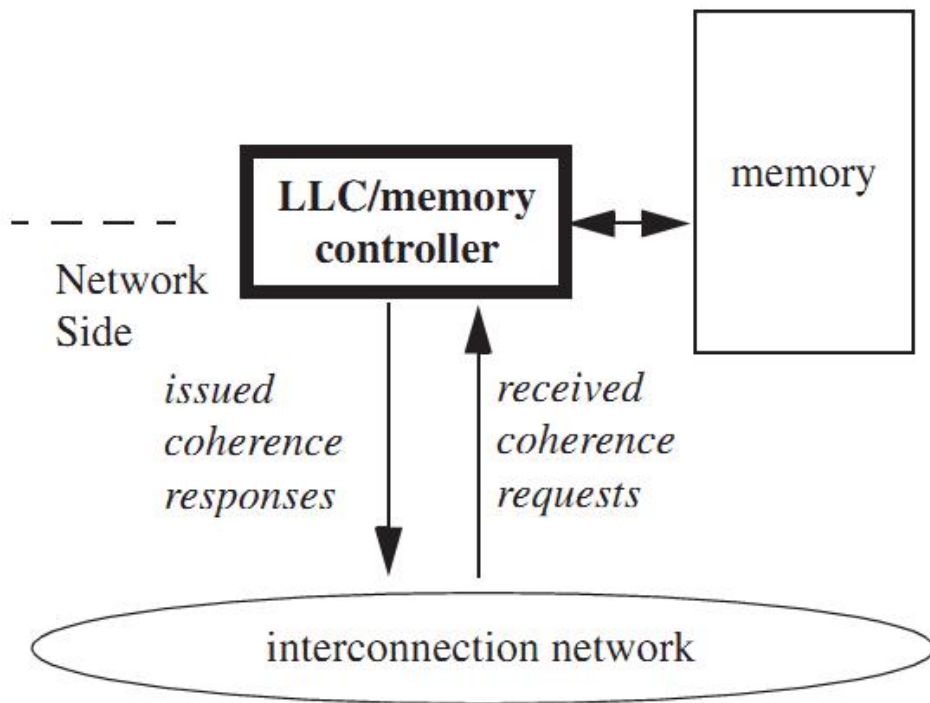 LLC/memory
controller
memory
Network
Side
issued
coherence
responses
received
coherence
requests
interconnection network